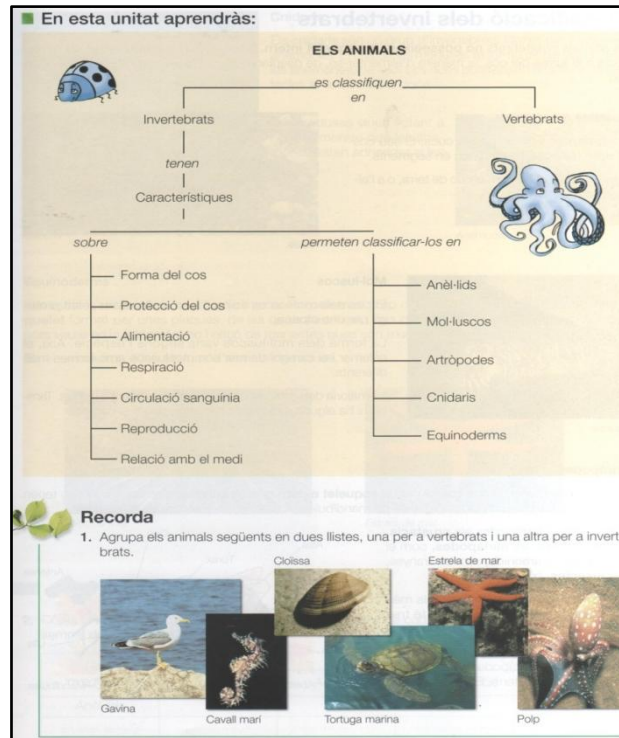 En esta unitat aprendràs:
ELS ANIMALS
es classifiquen
en
Invertebrats
Vertebrats
tenen
Característiques
sobre
permeten classificar-los en
Forma del cos
Protecció del cos
Alimentació
Respiració
Circulació sanguínia
Reproducció
Relació amb el medi
Anèl·lids
Mol·luscos
Artròpodes
Cnidaris
Equinoderms
Recorda
1. Agrupa els animals següents en dues llistes, una per a vertebrats i una altra per a invert
brats.
Cloïssa
Estrela de mar
Gavina
Cavall marí
Tortuga marina
Polp